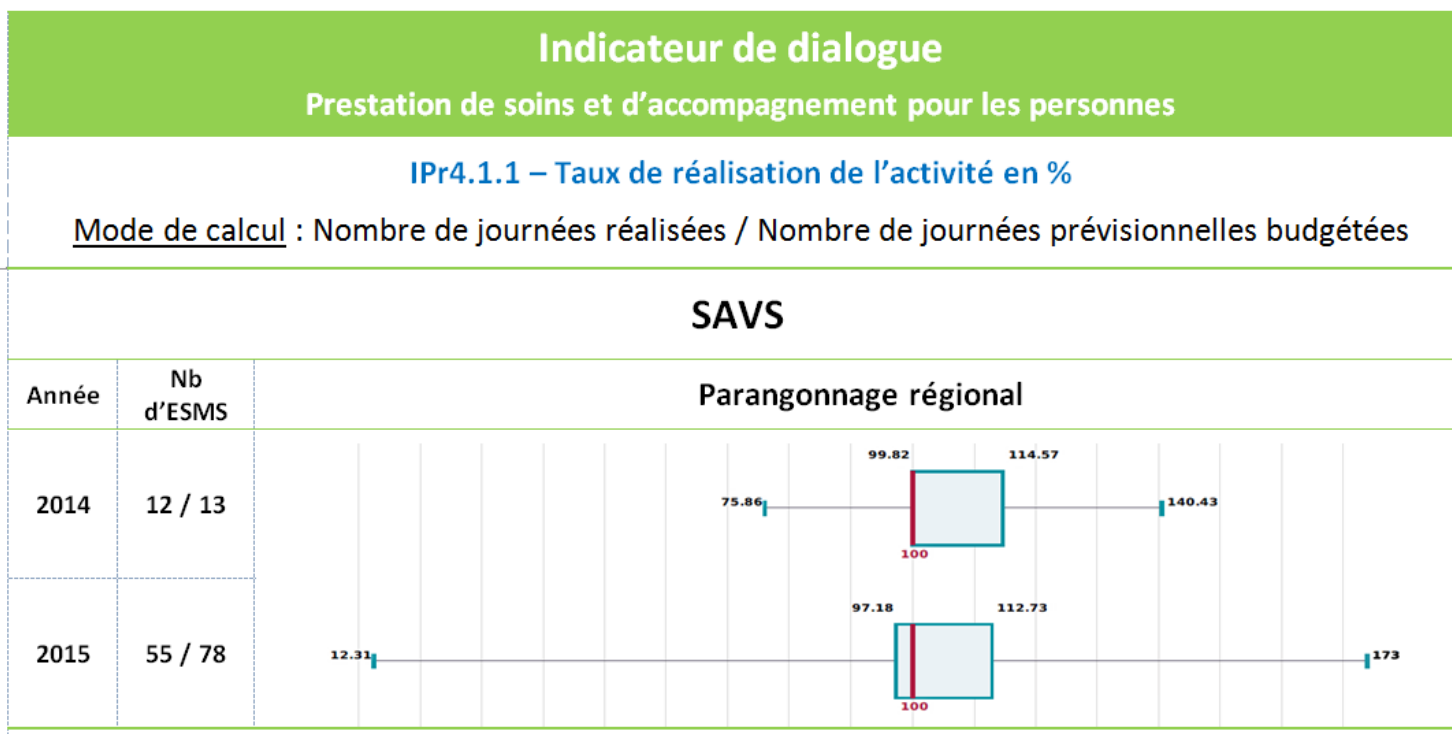 Indicateur de dialogue
Prestation de soins et d’accompagnement pour les personnes
IPr4.1.1 – Taux de réalisation de l’activité en %
Mode de calcul : Nombre de journées réalisées / Nombre de journées prévisionnelles budgétées
SAVS
Année
Nb
d’ESMS
Parangonnage régional
2014
12 / 13
99.82
114.57
75.86
140.43
100
2015
55 / 78
97.18
112.73
12.31
173
100